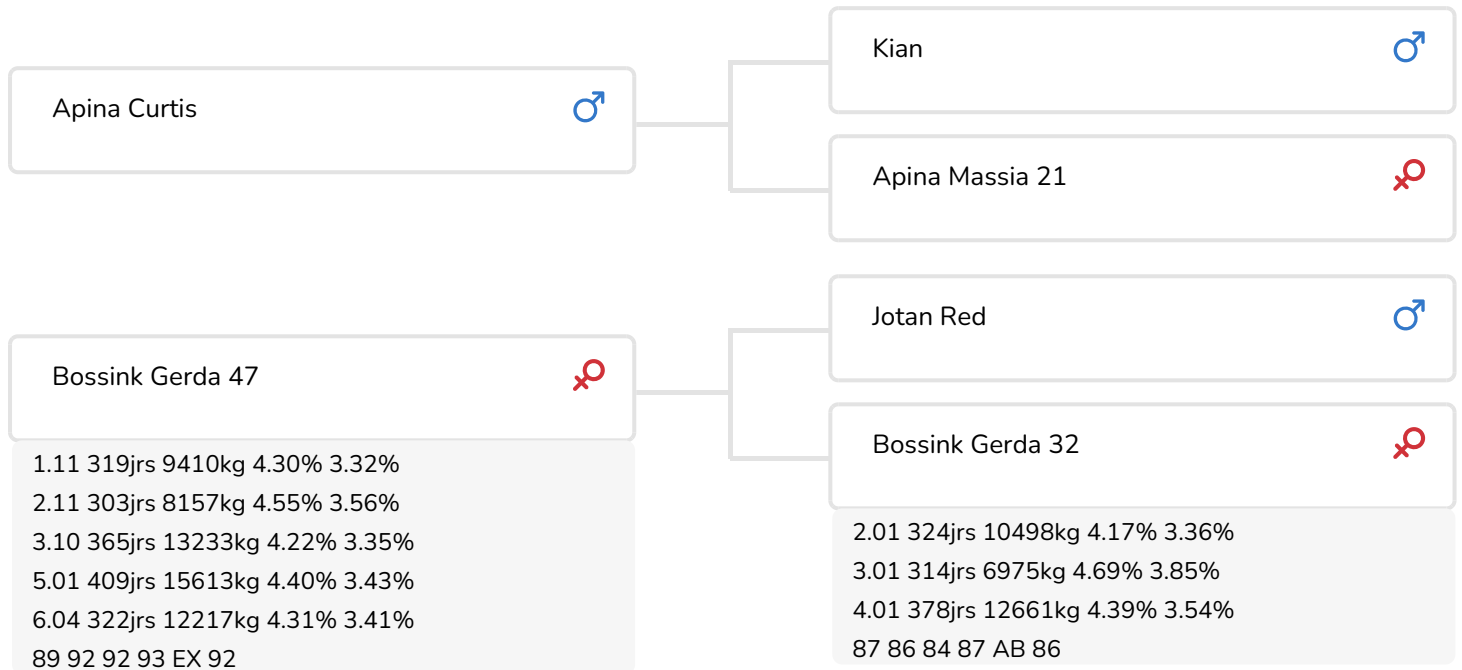 Kian
Apina Curtis
Apina Massia 21
Jotan Red
Bossink Gerda 47
Bossink Gerda 32
1.11 319jrs 9410kg 4.30% 3.32%
2.11 303jrs 8157kg 4.55% 3.56%
3.10 365jrs 13233kg 4.22% 3.35%
5.01 409jrs 15613kg 4.40% 3.43%
6.04 322jrs 12217kg 4.31% 3.41%
89 92 92 93 EX 92
2.01 324jrs 10498kg 4.17% 3.36%
3.01 314jrs 6975kg 4.69% 3.85%
4.01 378jrs 12661kg 4.39% 3.54%
87 86 84 87 AB 86